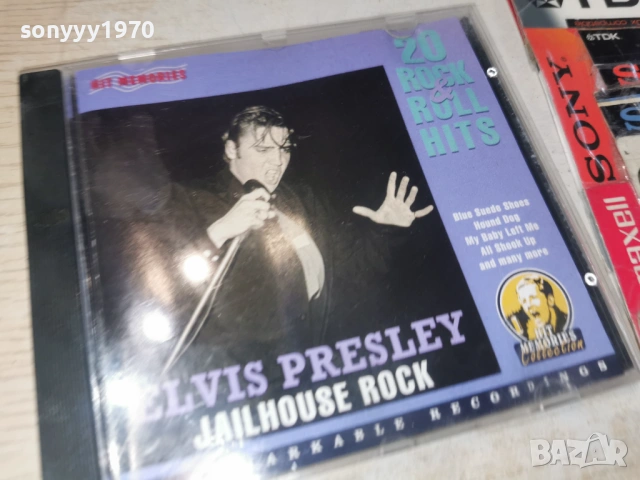 sonyyy1970
HIT MEMORIES
20
ROCK
&
ROLL
HITS
Blue Suede Shoes
Hound Dog
My Baby Left Me
All Shook Up
and many more
HIT
MEMORIES
Collection
ELVIS PRESLEY
JAILHOUSE ROCK
RECORDINGS
TDK
SONY
bazar.bg